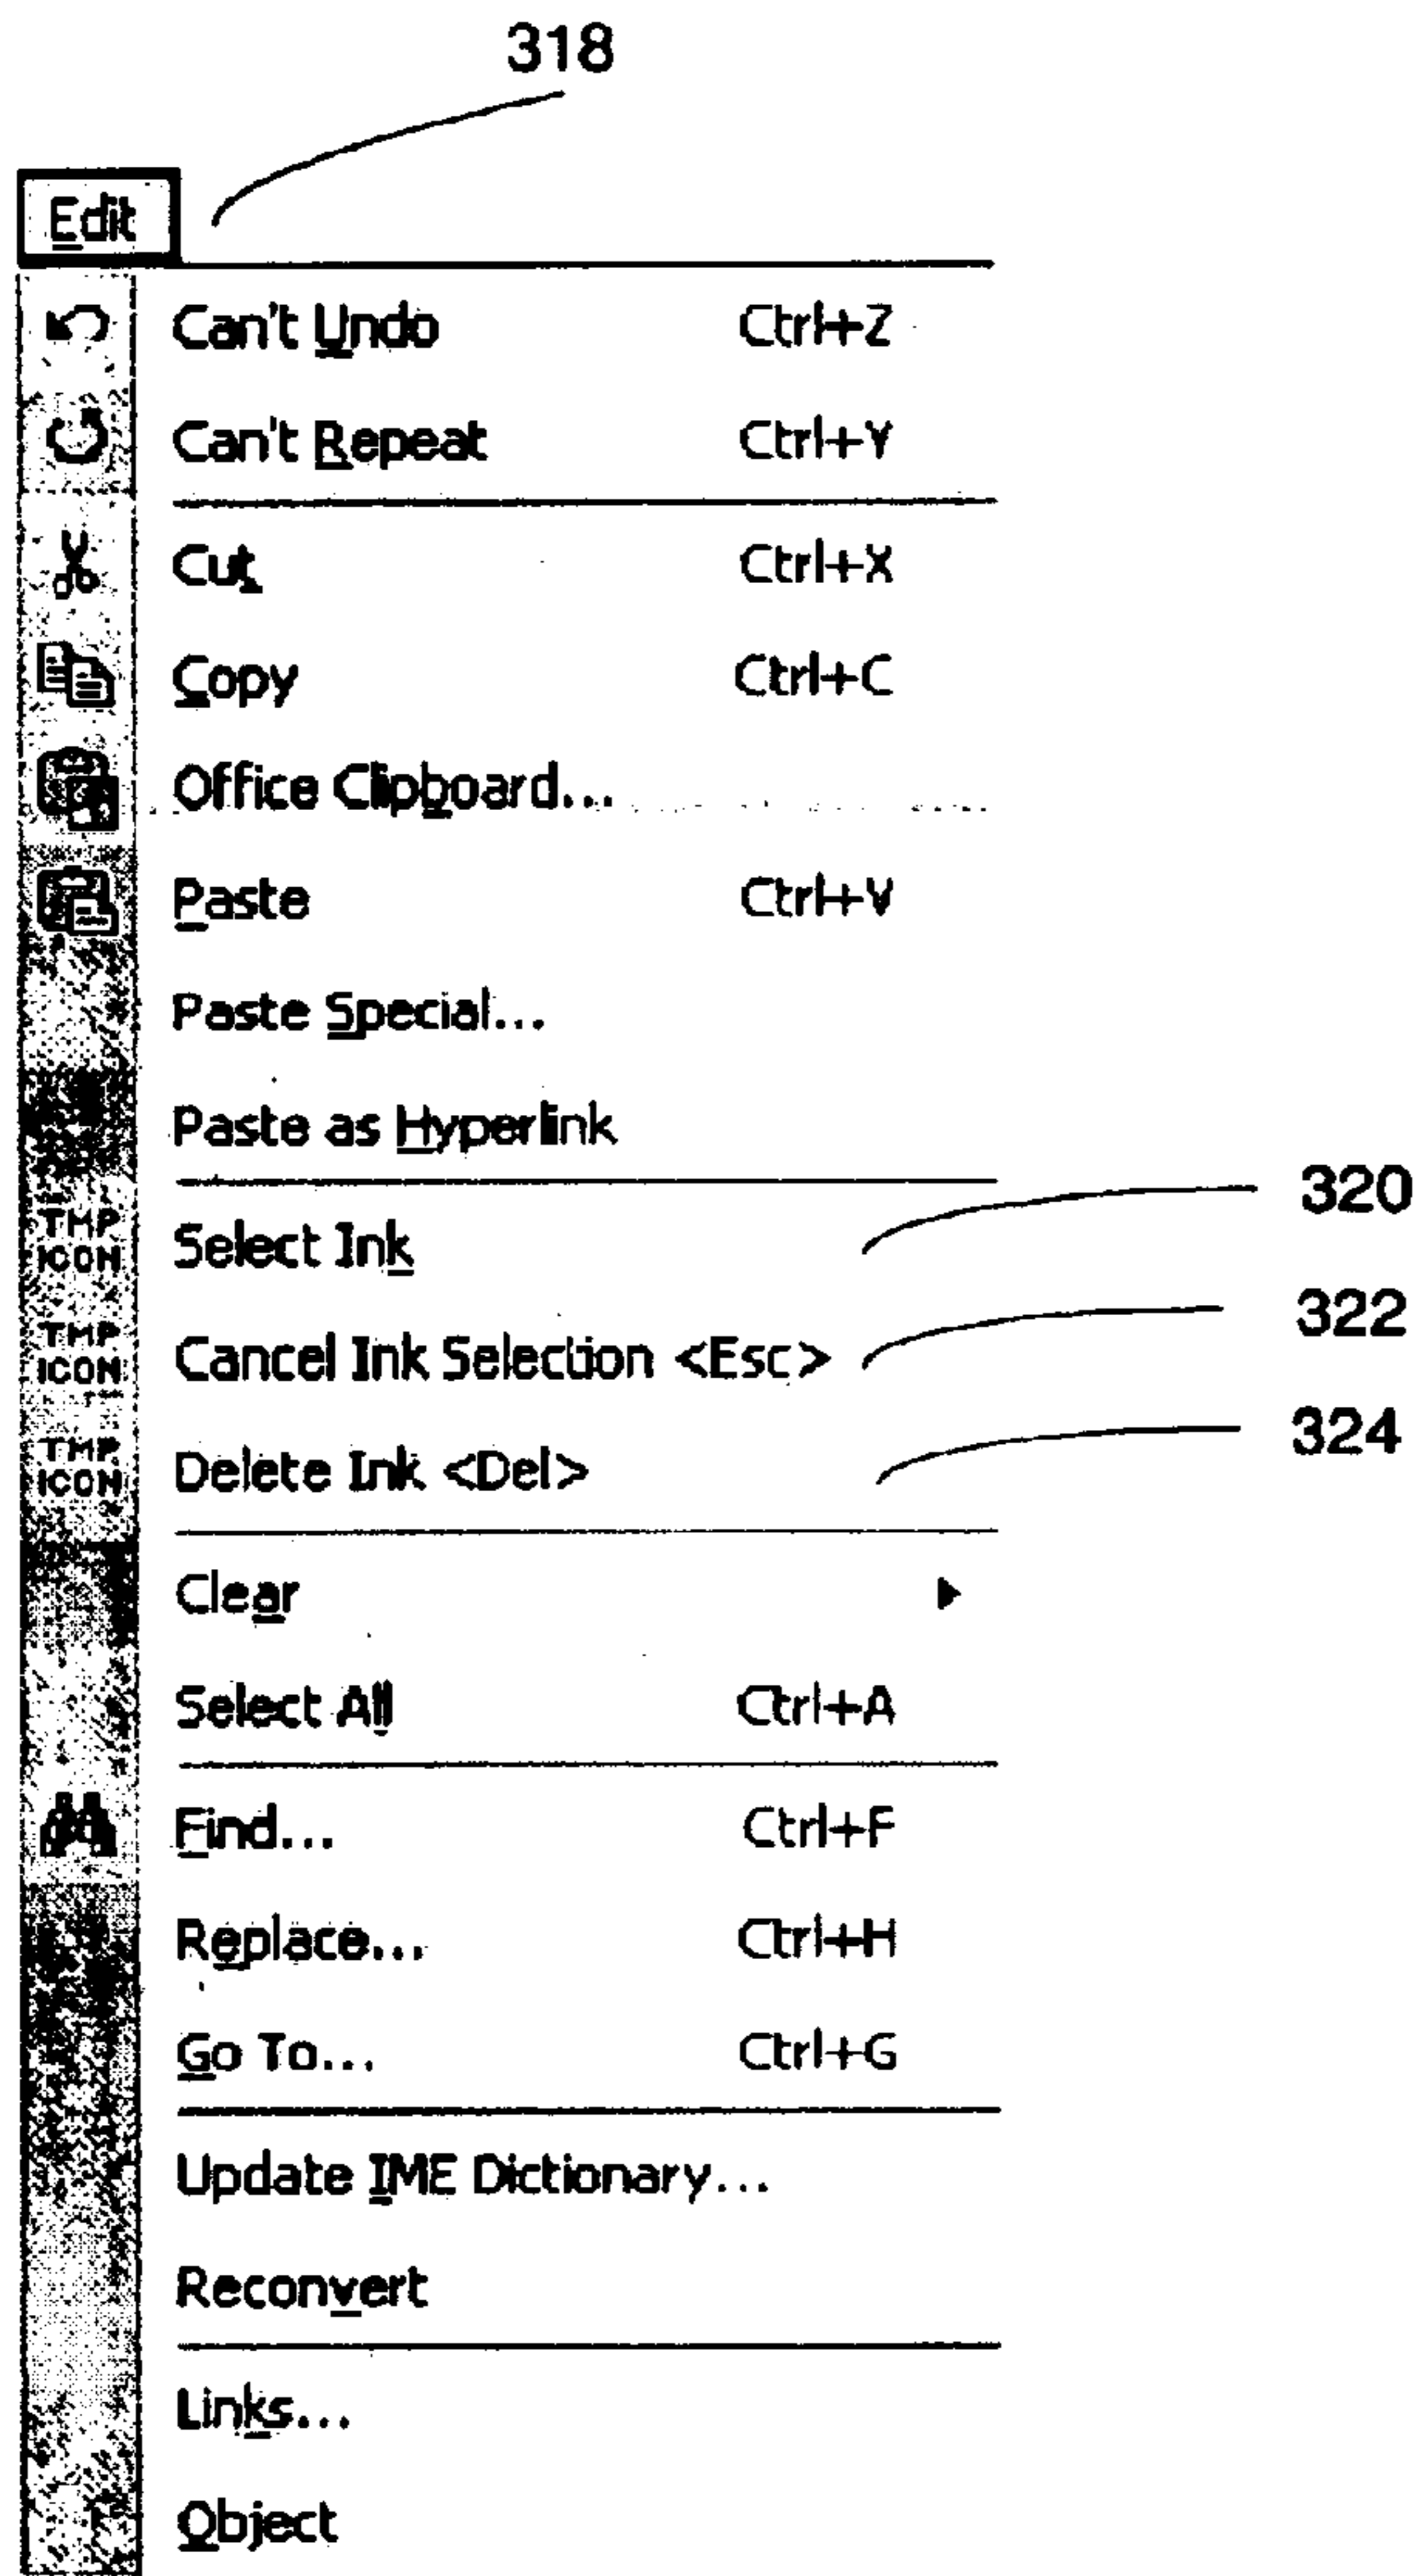 318
Edit
Can't Undo Ctrl+Z
Can't Repeat Ctrl+Y
Cut Ctrl+X
Copy Ctrl+C
Office Clipboard...
Paste Ctrl+V
Paste Special...
Paste as Hyperlink
320
TMP ICON Select Ink
322
TMP ICON Cancel Ink Selection <Esc>
324
TMP ICON Delete Ink <Del>
Clear
Select All Ctrl+A
Find... Ctrl+F
Replace... Ctrl+H
Go To... Ctrl+G
Update IME Dictionary...
Reconvert
Links...
Object